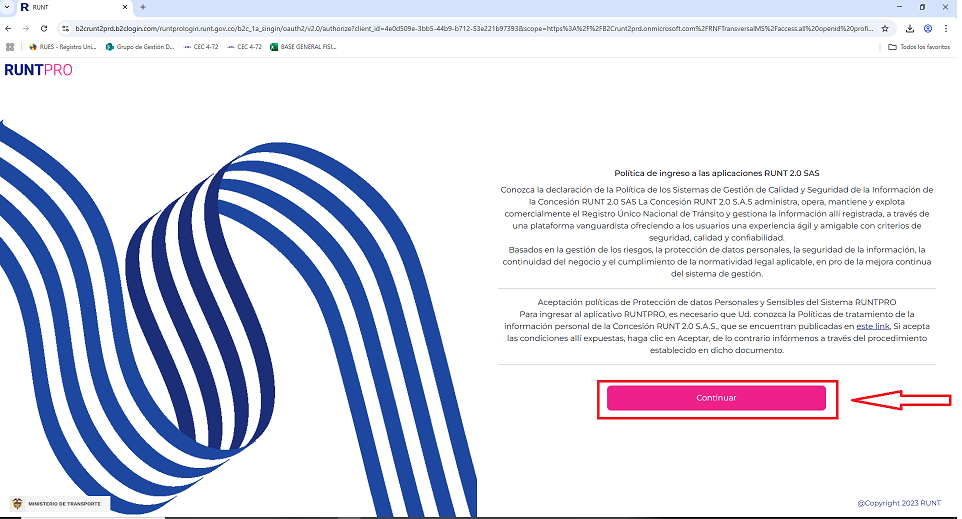 RUNT
b2crunt2prd.b2clogin.com/runtprologin.runt.gov.co/b2c_1a_singin/oauth2/v2.0/authorize?client_id=4e0d509e-3bb5-44b9-b712-53e221b97393&scope=https%3A%2F%2FB2Crunt2prd.onmicrosoft.com%2FRNFTransversalMS%2Faccess.all%20openid%20profi...
RUES - Registro Uni...
Grupo de Gestión D...
CEC 4-72
CEC 4-72
BASE GENERAL FISI...
Todos los favoritos
RUNTPRO
Política de ingreso a las aplicaciones RUNT 2.0 SAS
Conozca la declaración de la Política de los Sistemas de Gestión de Calidad y Seguridad de la Información de
la Concesión RUNT 2.0 SAS La Concesión RUNT 2.0 S.A.S administra, opera, mantiene y explota
comercialmente el Registro Único Nacional de Tránsito y gestiona la información allí registrada, a través de
una plataforma vanguardista ofreciendo a los usuarios una experiencia ágil y amigable con criterios de
seguridad, calidad y confiabilidad.
Basados en la gestión de los riesgos, la protección de datos personales, la seguridad de la información, la
continuidad del negocio y el cumplimiento de la normatividad legal aplicable, en pro de la mejora continua
del sistema de gestión.
Aceptación políticas de Protección de datos Personales y Sensibles del Sistema RUNTPRO
Para ingresar al aplicativo RUNTPRO, es necesario que Ud. conozca la Políticas de tratamiento de la
información personal de la Concesión RUNT 2.0 S.A.S., que se encuentran publicadas en este link, Si acepta
las condiciones allí expuestas, haga clic en Aceptar, de lo contrario infórmenos a través del procedimiento
establecido en dicho documento.
Continuar
MINISTERIO DE TRANSPORTE
@Copyright 2023 RUNT